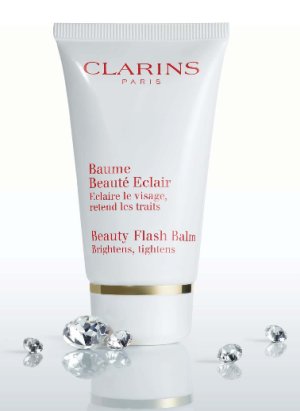 CLARINS
PARIS
Baume
Beauté Eclair
Eclaire le visage,
retend les traits
Beauty Flash Balm
Brightens, tightens